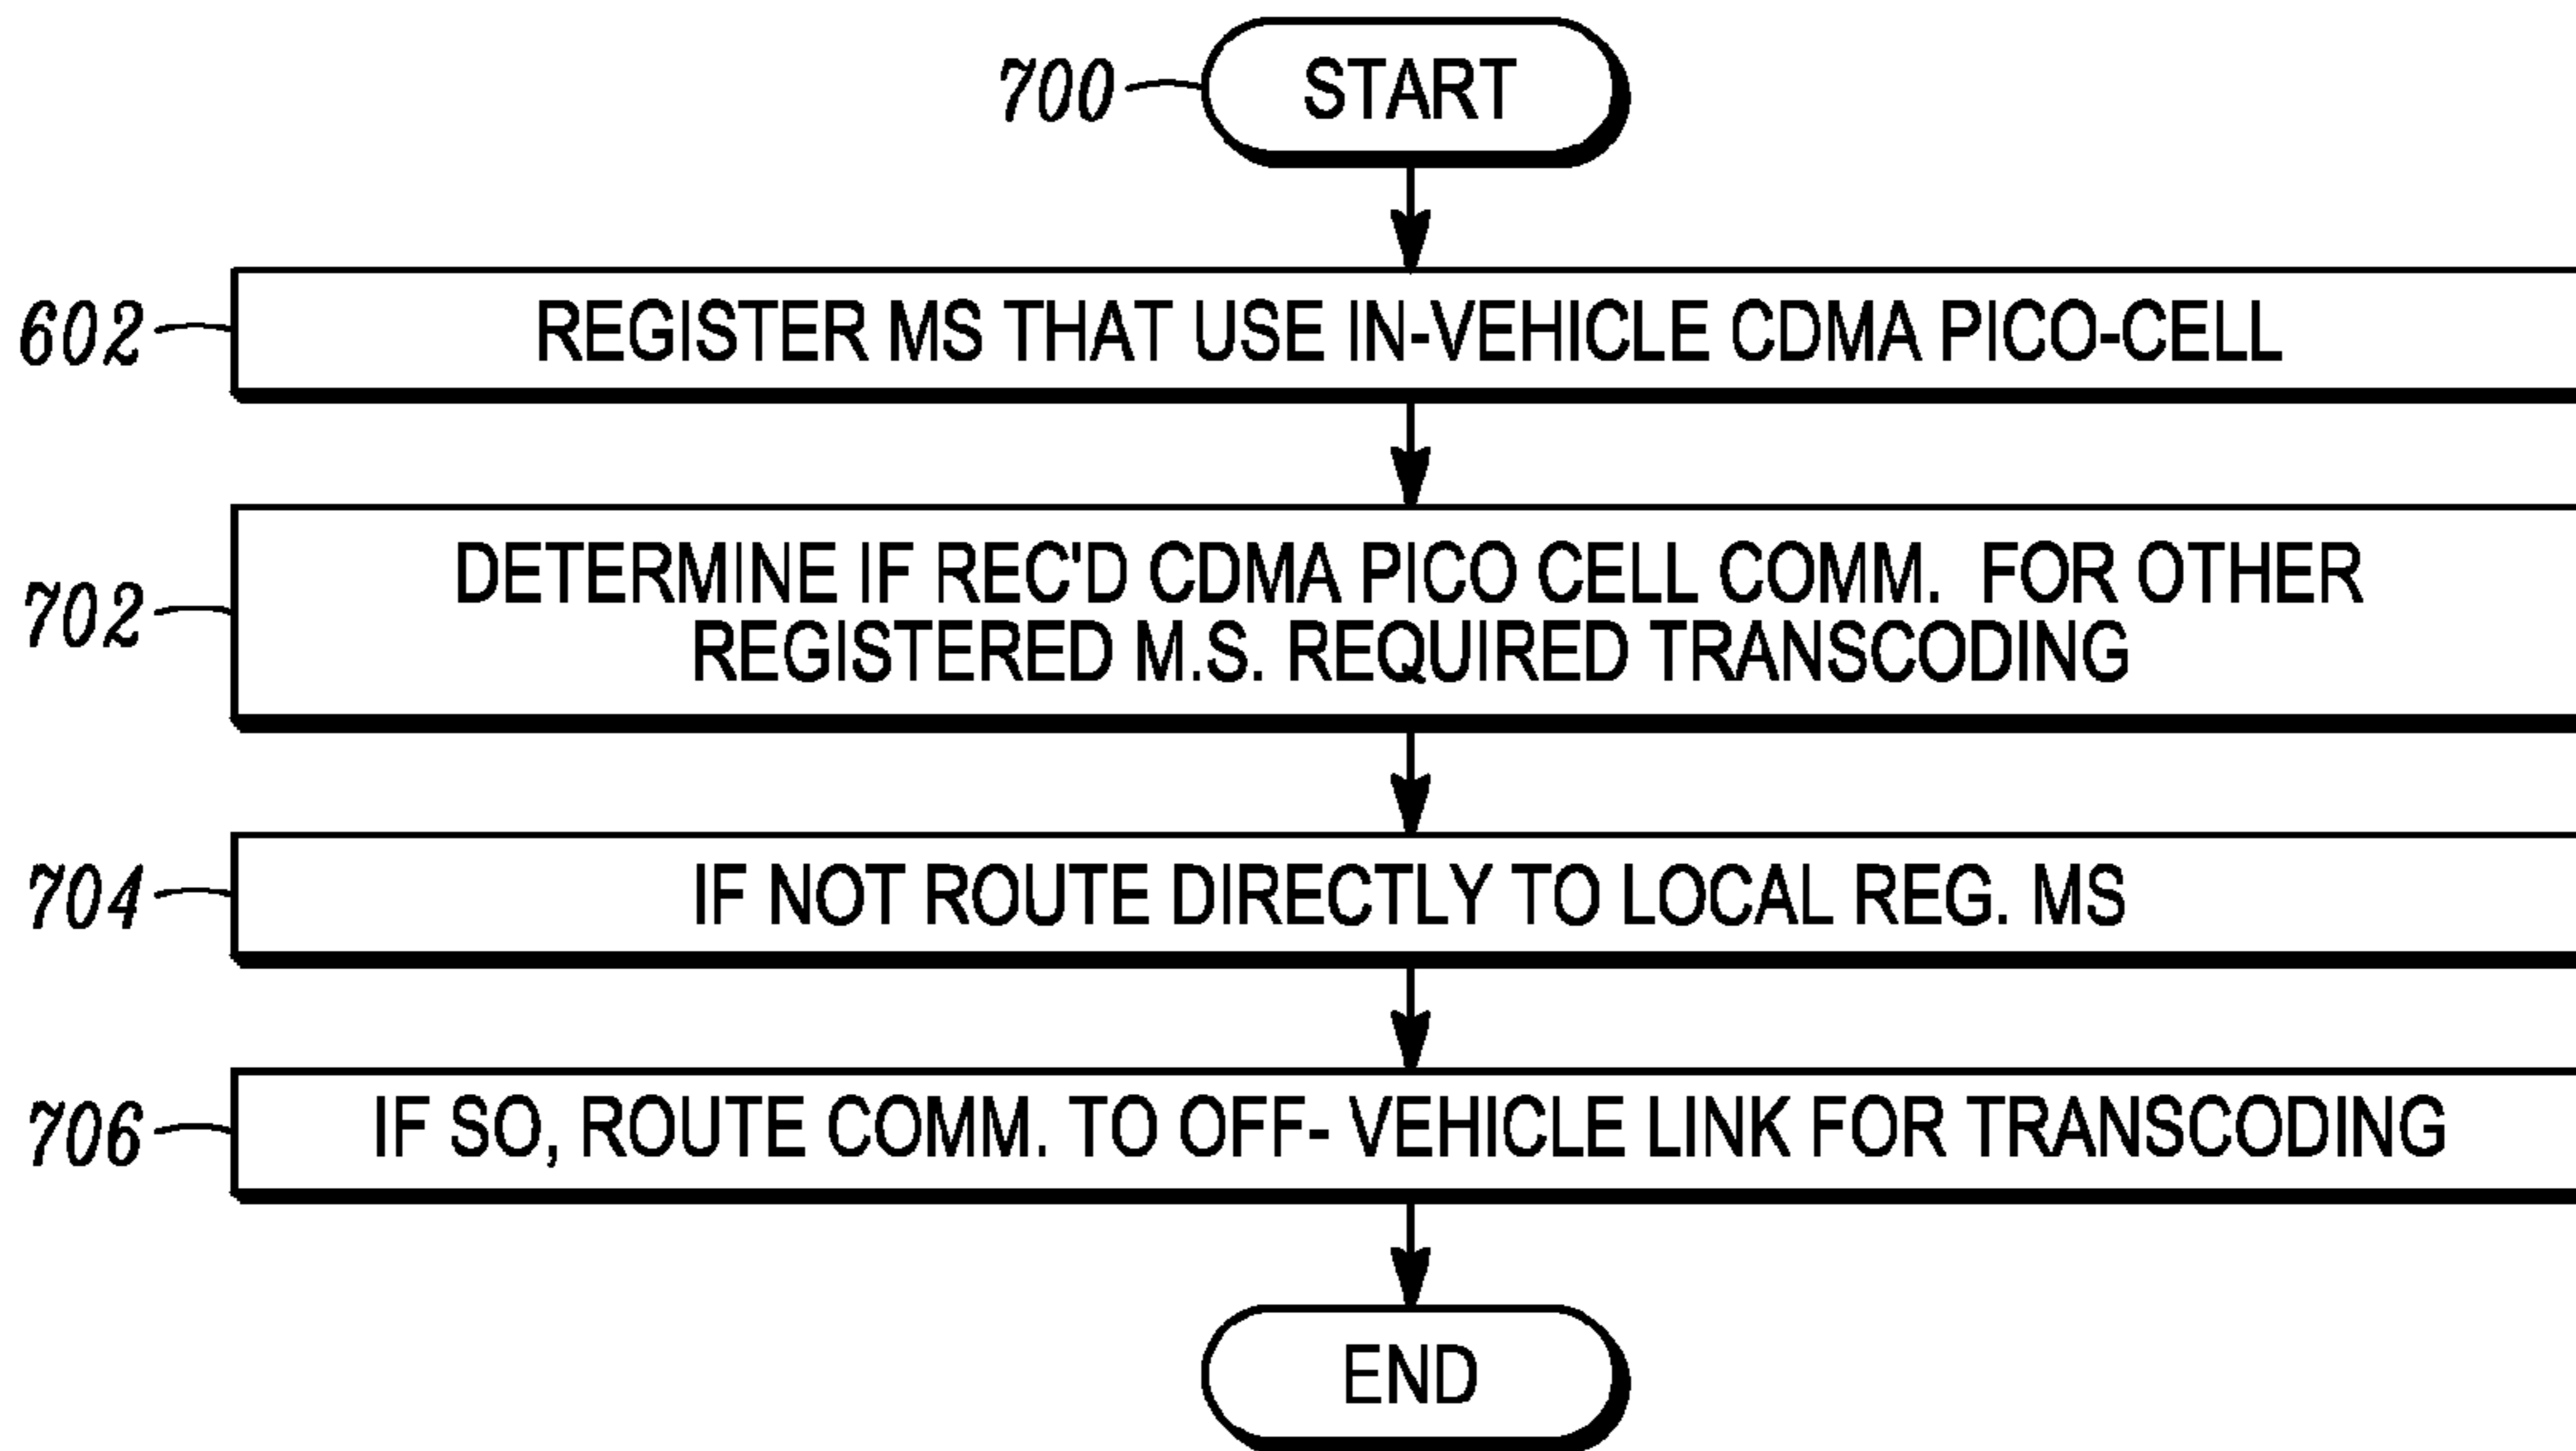 700 START
602 REGISTER MS THAT USE IN-VEHICLE CDMA PICO-CELL
702 DETERMINE IF REC'D CDMA PICO CELL COMM. FOR OTHER
REGISTERED M.S. REQUIRED TRANSCODING
704 IF NOT ROUTE DIRECTLY TO LOCAL REG. MS
706 IF SO, ROUTE COMM. TO OFF- VEHICLE LINK FOR TRANSCODING
END